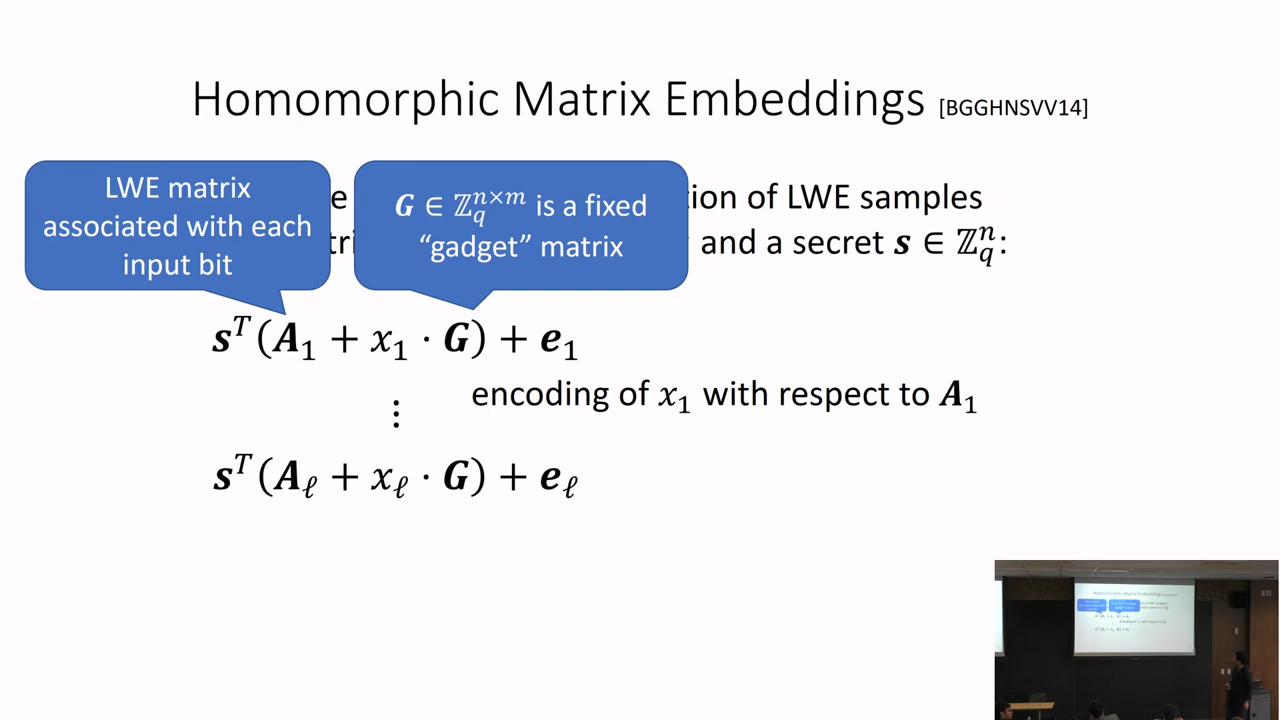 Homomorphic Matrix Embeddings [BGGHNSVV14]
LWE matrix
associated with each
input bit
𝑮 ∈ ℤ_q^{n×m} is a fixed
“gadget” matrix
tion of LWE samples
and a secret 𝒔 ∈ ℤ_q^n:
𝒔^T(𝑨_1 + x_1 · 𝑮) + 𝒆_1
encoding of x_1 with respect to 𝑨_1
⋮
𝒔^T(𝑨_ℓ + x_ℓ · 𝑮) + 𝒆_ℓ